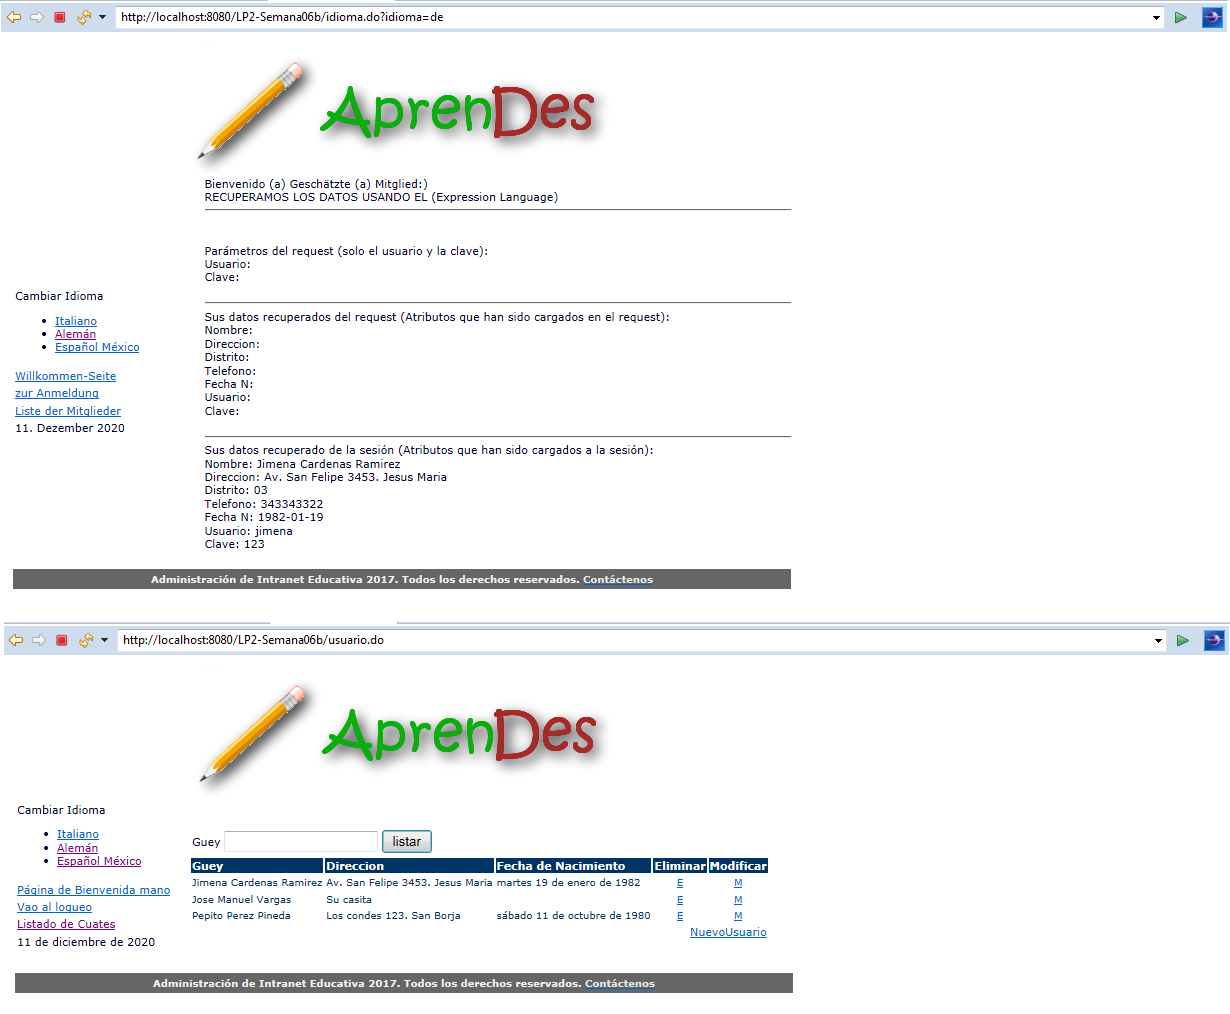 http://localhost:8080/LP2-Semana06b/idioma.do?idioma=de
AprenDes
Bienvenido (a) Geschätzte (a) Mitglied:)
RECUPERAMOS LOS DATOS USANDO EL (Expression Language)
Parámetros del request (solo el usuario y la clave):
Usuario:
Clave:
Cambiar Idioma
Italiano
Alemán
Español México
Willkommen-Seite
zur Anmeldung
Liste der Mitglieder
11. Dezember 2020
Sus datos recuperados del request (Atributos que han sido cargados en el request):
Nombre:
Direccion:
Distrito:
Telefono:
Fecha N:
Usuario:
Clave:
Sus datos recuperado de la sesión (Atributos que han sido cargados a la sesión):
Nombre: Jimena Cardenas Ramirez
Direccion: Av. San Felipe 3453. Jesus Maria
Distrito: 03
Telefono: 343343322
Fecha N: 1982-01-19
Usuario: jimena
Clave: 123
Administración de Intranet Educativa 2017. Todos los derechos reservados. Contáctenos
http://localhost:8080/LP2-Semana06b/usuario.do
AprenDes
Cambiar Idioma
Italiano
Alemán
Español México
Página de Bienvenida mano
Vao al logueo
Listado de Cuates
11 de diciembre de 2020
Guey listar
Guey Direccion Fecha de Nacimiento Eliminar Modificar
Jimena Cardenas Ramirez Av. San Felipe 3453. Jesus Maria martes 19 de enero de 1982 E M
Jose Manuel Vargas Su casita E M
Pepito Perez Pineda Los condes 123. San Borja sábado 11 de octubre de 1980 E M
NuevoUsuario
Administración de Intranet Educativa 2017. Todos los derechos reservados. Contáctenos